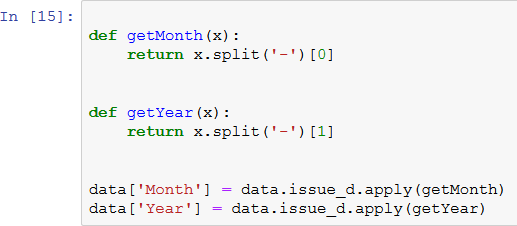 In [15]:
def getMonth(x):
    return x.split('-')[0]
def getYear(x):
    return x.split('-')[1]
data['Month'] = data.issue_d.apply(getMonth)
data['Year'] = data.issue_d.apply(getYear)